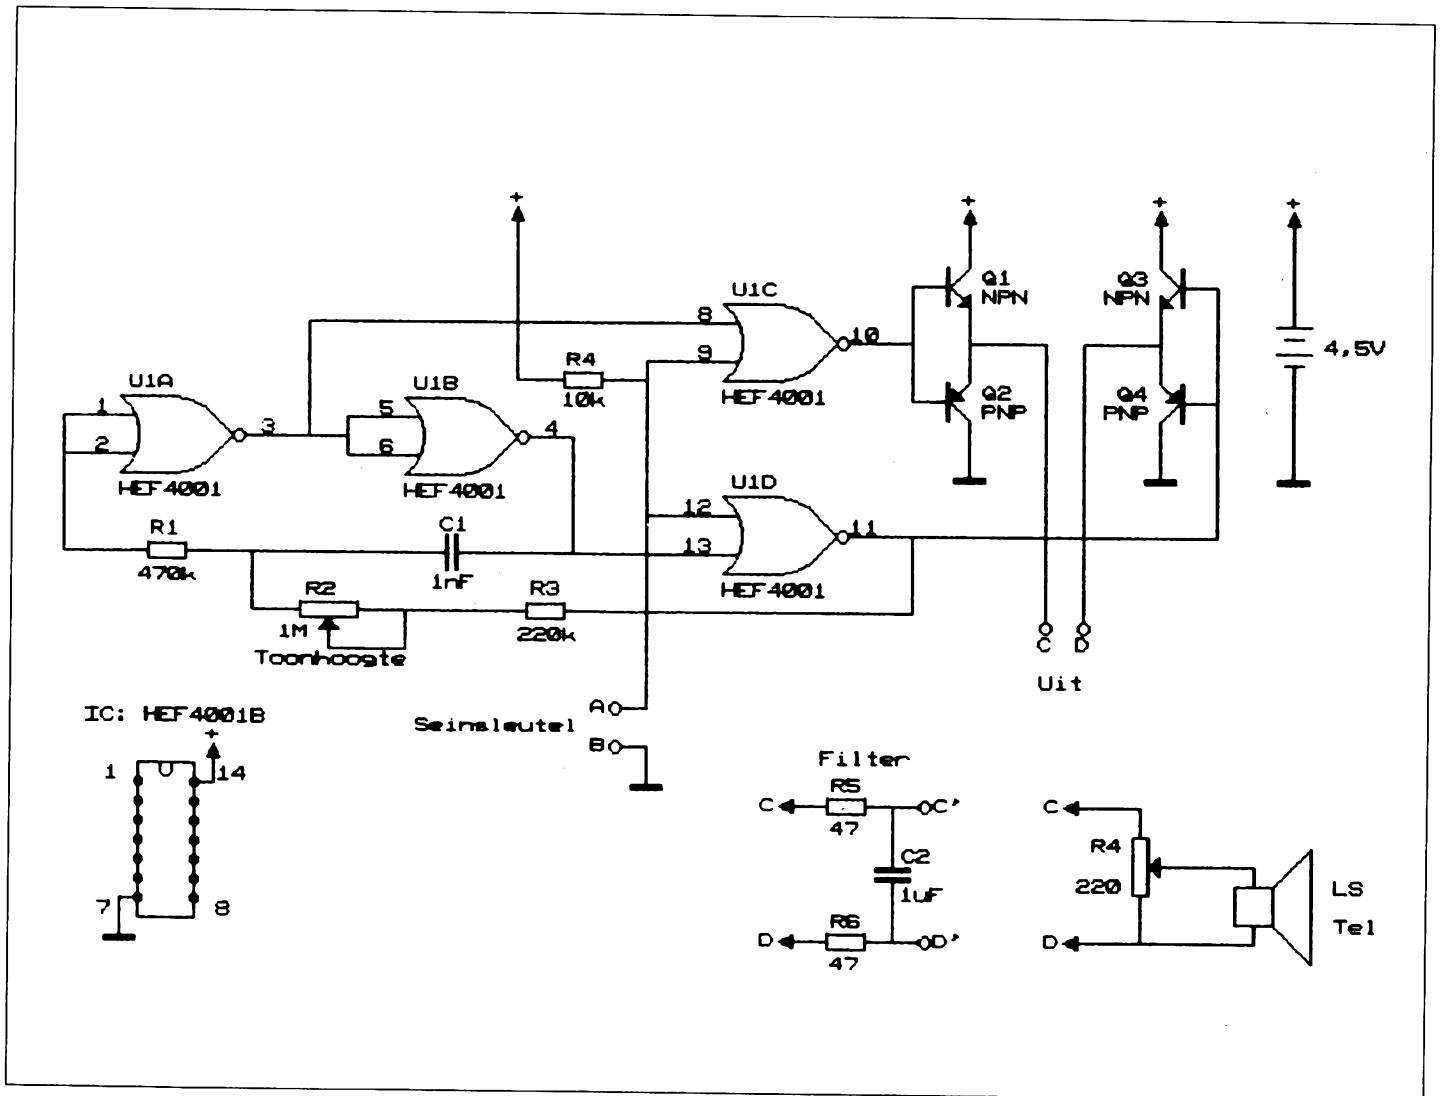 +
+
+
+
Q1
NPN
Q3
NPN
U1C
8
10
9
R4
10k
4,5V
HEF4001
Q2
PNP
Q4
PNP
U1A
1
2
3
HEF4001
U1B
5
6
4
HEF4001
U1D
12
13
11
HEF4001
R1
470k
C1
1nF
R2
1M
Toonhoogte
R3
220k
C D
Uit
IC: HEF4001B
+
1 14
7 8
Seinsleutel
A
B
Filter
C R5 C'
47
C2
1uF
D R6 D'
47
C
R4
220
D
LS
Tel